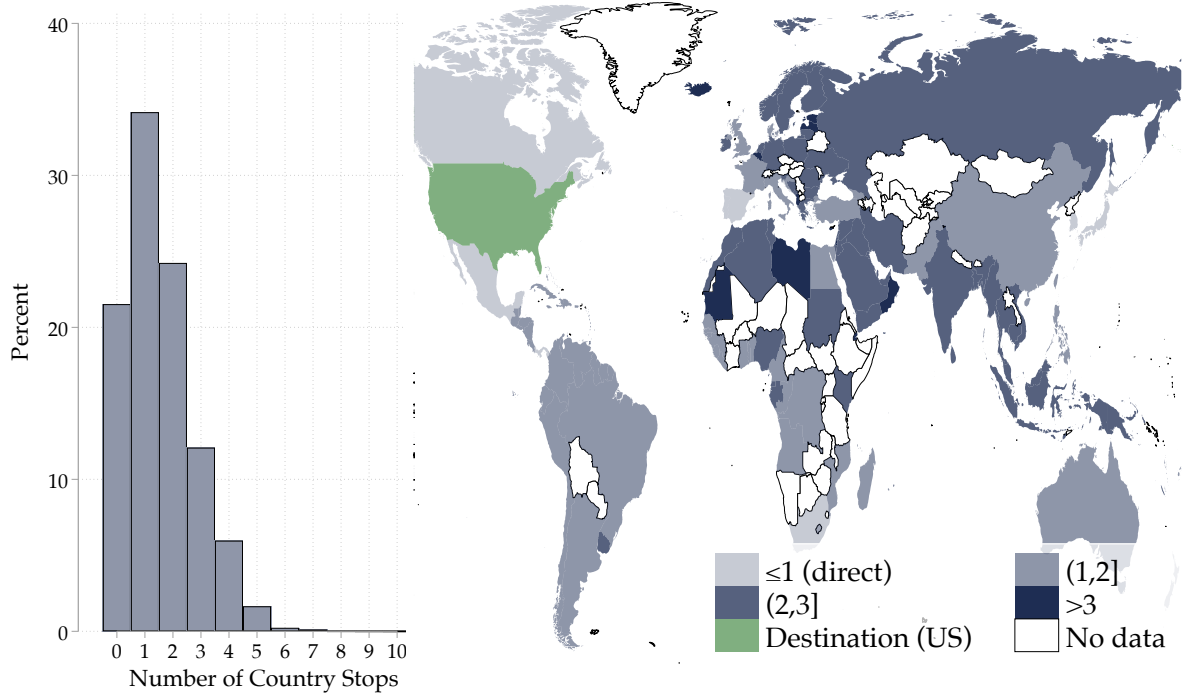 40
30
20
10
0
Percent
0 1 2 3 4 5 6 7 8 9 10
Number of Country Stops
≤1 (direct)
(1,2]
(2,3]
>3
Destination (US)
No data